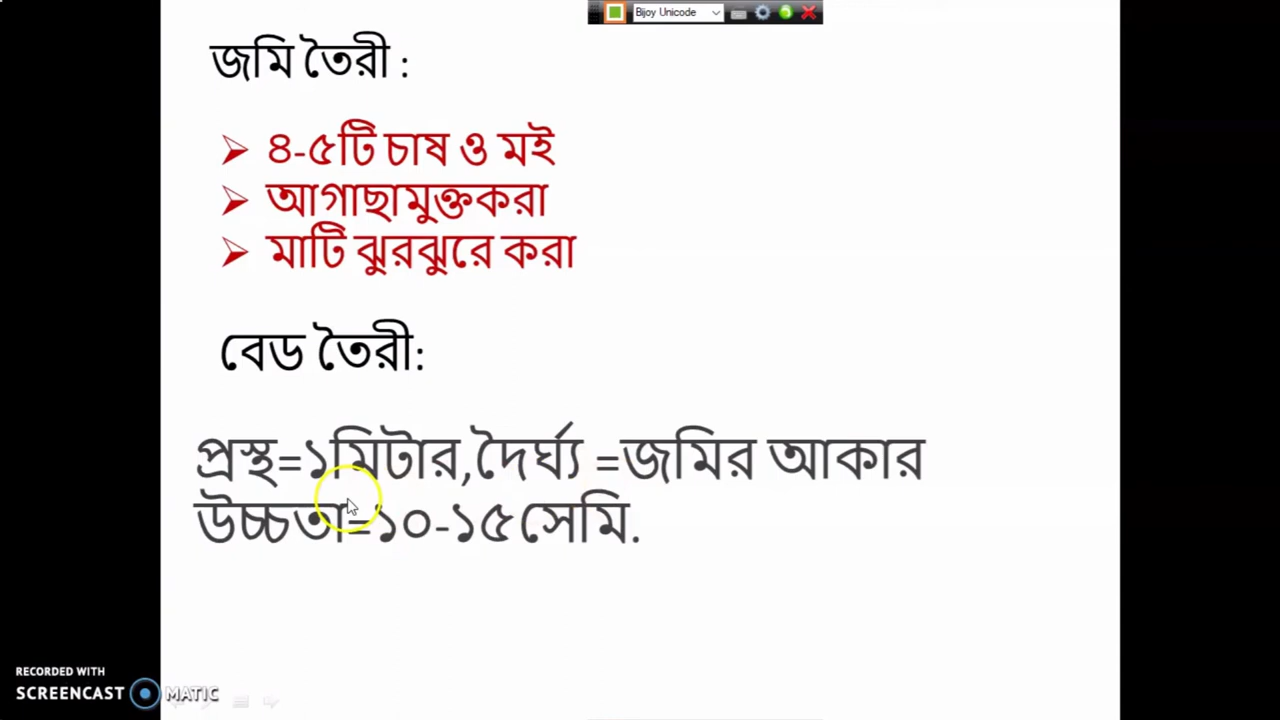 Bijoy Unicode
জমি তৈরী :
৪-৫টি চাষ ও মই
আগাছামুক্তকরা
মাটি ঝুরঝুরে করা
বেড তৈরী:
প্রস্থ=১মিটার,দৈর্ঘ্য =জমির আকার
উচ্চতা=১০-১৫সেমি.
RECORDED WITH
SCREENCAST MATIC